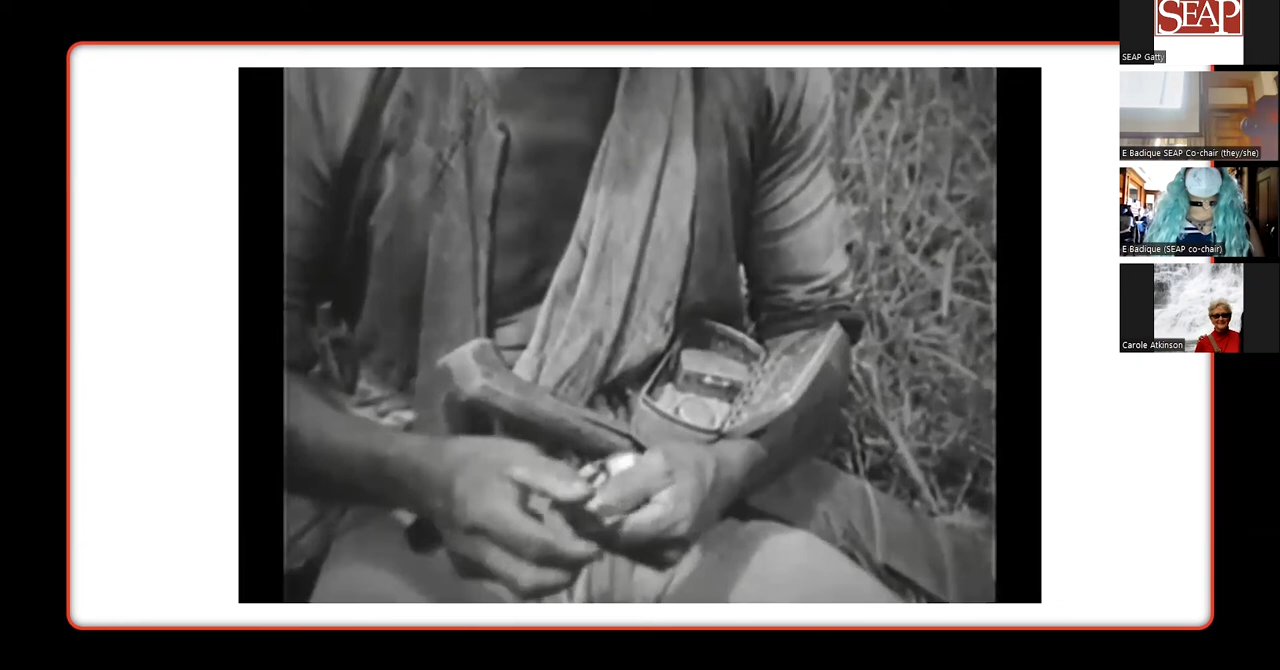 SEAP
SEAP Gatty
E Badique SEAP Co-chair (they/she)
E Badique (SEAP co-chair)
Carole Atkinson